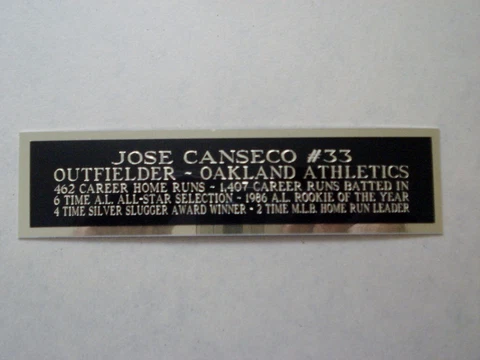 JOSE CANSECO #33
OUTFIELDER - OAKLAND ATHLETICS
462 CAREER HOME RUNS - 1,407 CAREER RUNS BATTED IN
6 TIME A.L. ALL-STAR SELECTION - 1986 A.L. ROOKIE OF THE YEAR
4 TIME SILVER SLUGGER AWARD WINNER - 2 TIME M.L.B. HOME RUN LEADER